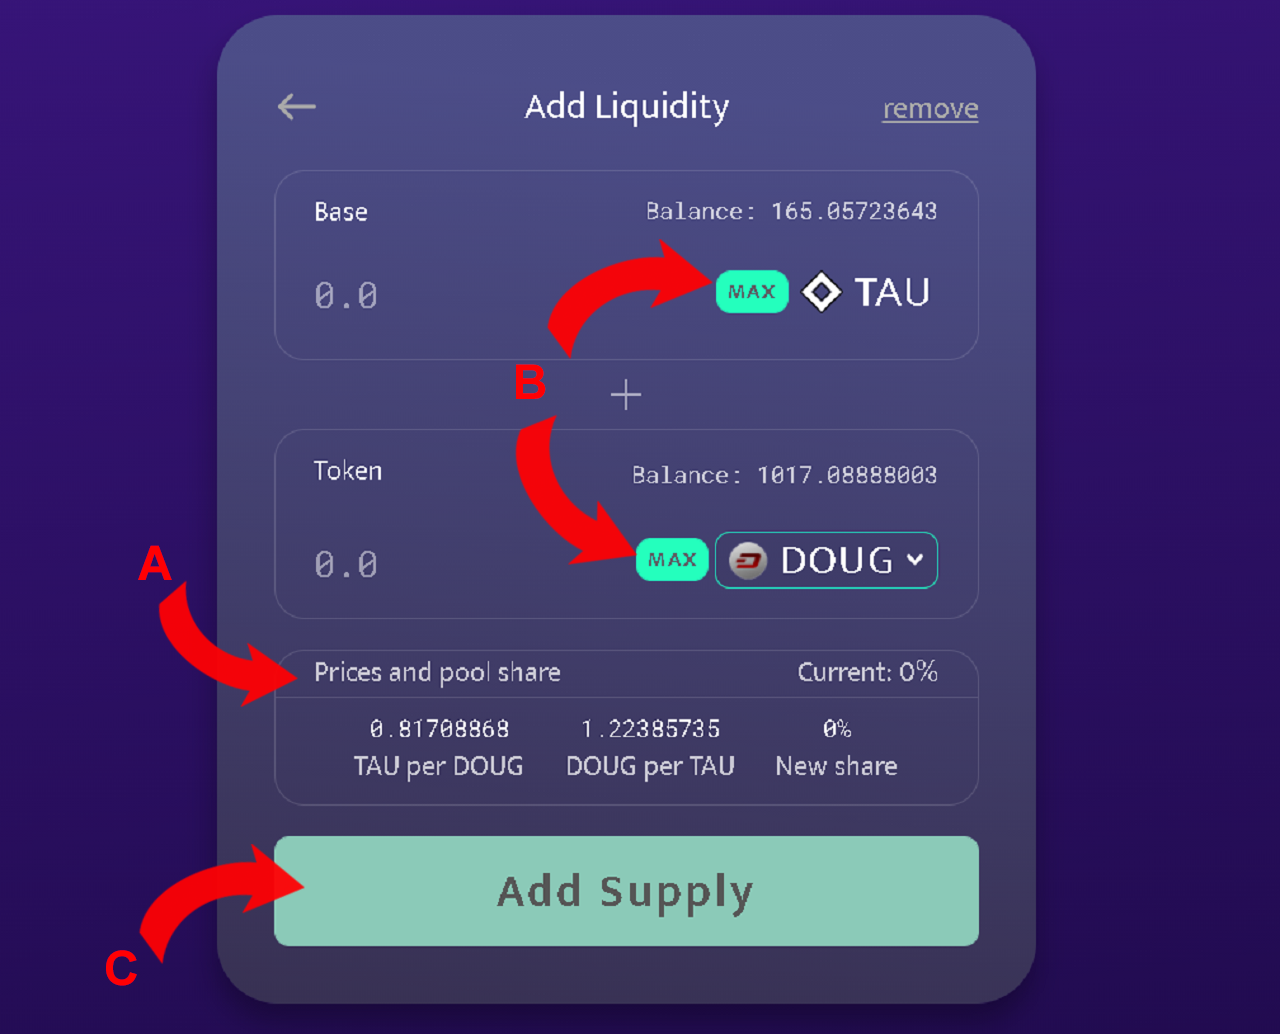 Add Liquidity remove
Base Balance: 165.05723643
0.0 MAX TAU
B
Token Balance: 1017.08888003
0.0 MAX DOUG
A
Prices and pool share Current: 0%
0.81708868 1.22385735 0%
TAU per DOUG DOUG per TAU New share
Add Supply
C